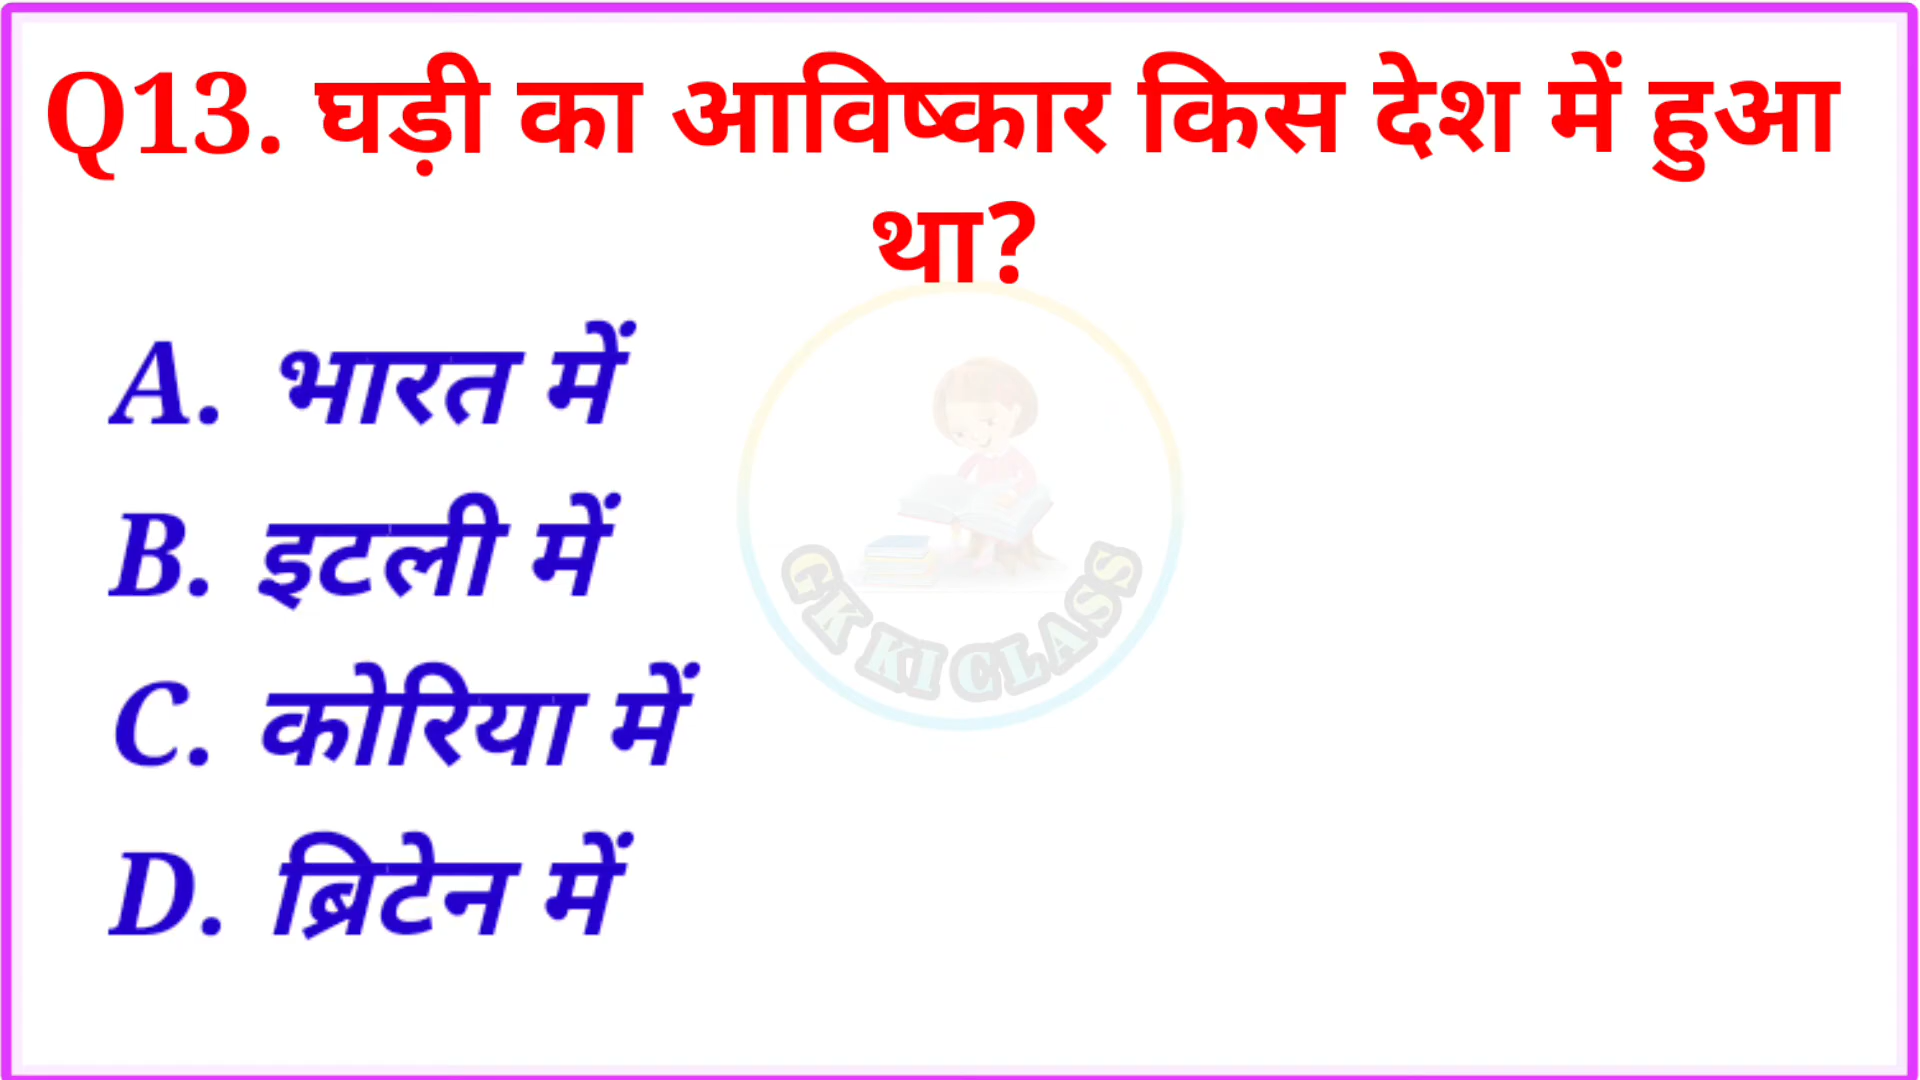 Q13. घड़ी का आविष्कार किस देश में हुआ
था?
A. भारत में
B. इटली में
C. कोरिया में
D. ब्रिटेन में
GK KI CLASS